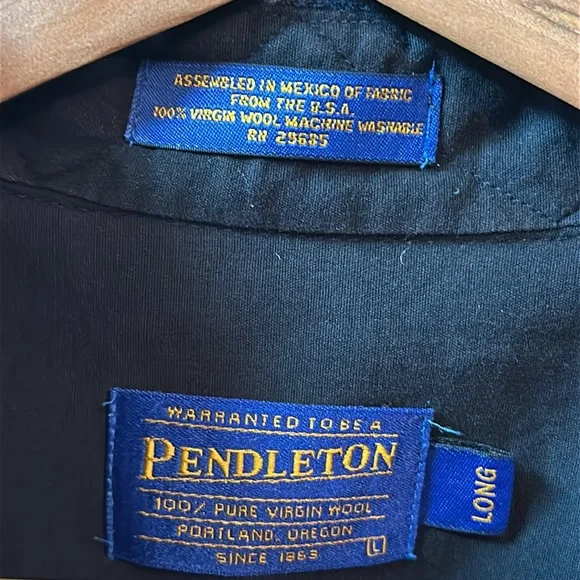 ASSEMBLED IN MEXICO OF FABRIC
FROM THE U.S.A.
100% VIRGIN WOOL MACHINE WASHABLE
RN 29685
WARRANTED TO BE A
PENDLETON
100% PURE VIRGIN WOOL
PORTLAND, OREGON
SINCE 1863
L
LONG